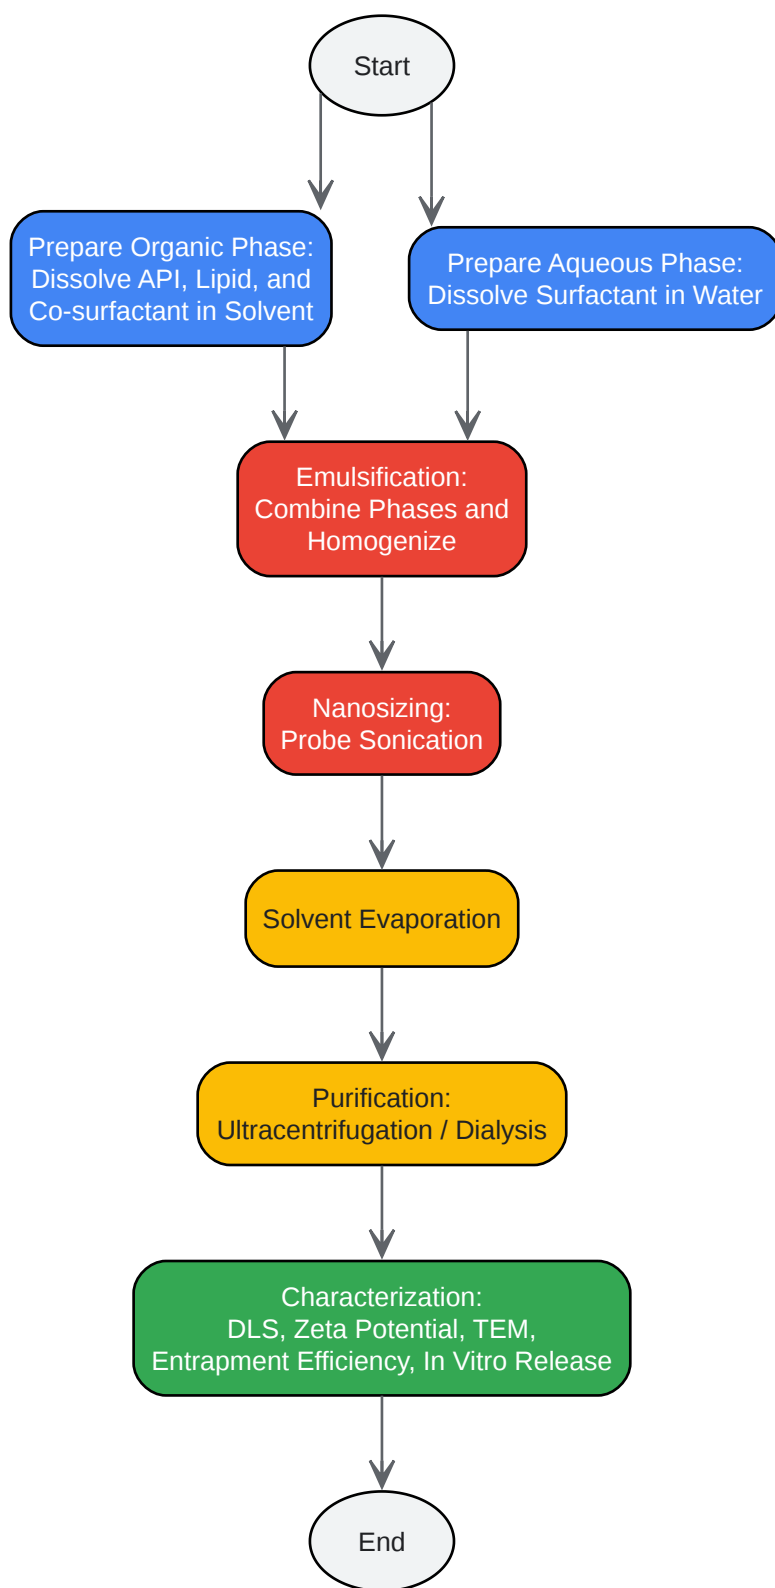 Start
Prepare Organic Phase:
Dissolve API, Lipid, and
Co-surfactant in Solvent
Prepare Aqueous Phase:
Dissolve Surfactant in Water
Emulsification:
Combine Phases and
Homogenize
Nanosizing:
Probe Sonication
Solvent Evaporation
Purification:
Ultracentrifugation / Dialysis
Characterization:
DLS, Zeta Potential, TEM,
Entrapment Efficiency, In Vitro Release
End